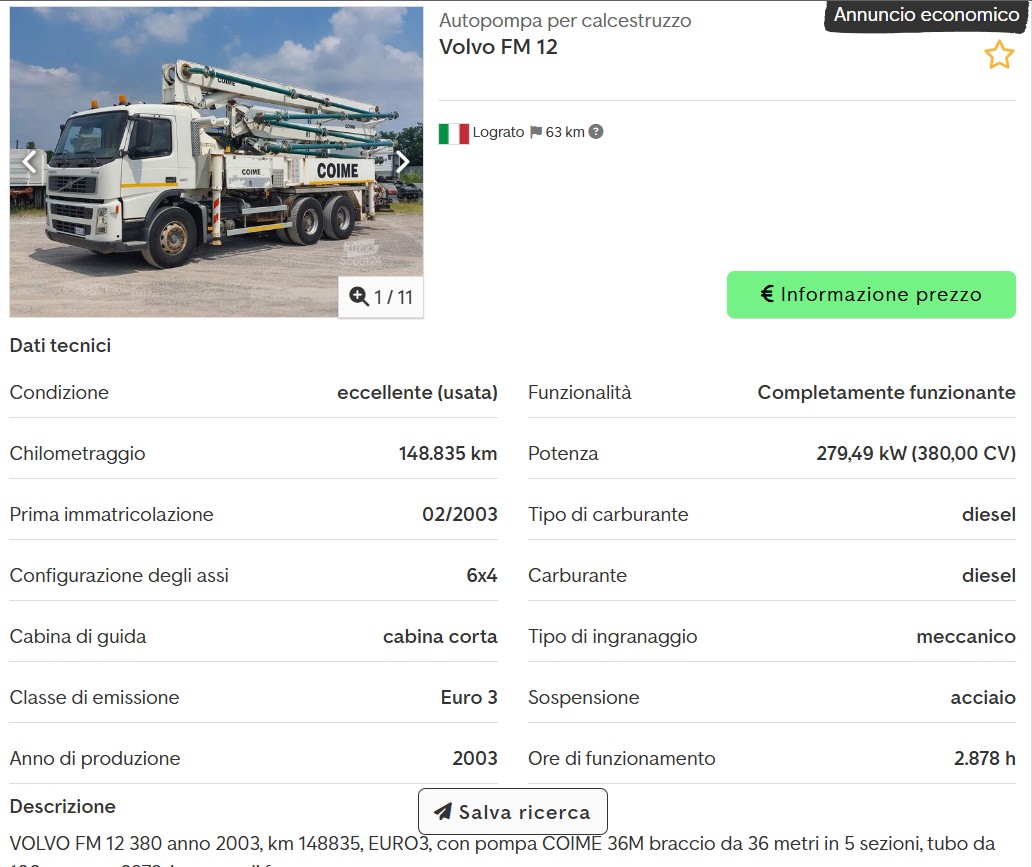 Annuncio economico
Autopompa per calcestruzzo
Volvo FM 12
Lograto 63 km ?
COIME
COIME
COIME
COIME
Truck
Scout24
1 / 11
€ Informazione prezzo
Dati tecnici
Condizione eccellente (usata)
Funzionalità Completamente funzionante
Chilometraggio 148.835 km
Potenza 279,49 kW (380,00 CV)
Prima immatricolazione 02/2003
Tipo di carburante diesel
Configurazione degli assi 6x4
Carburante diesel
Cabina di guida cabina corta
Tipo di ingranaggio meccanico
Classe di emissione Euro 3
Sospensione acciaio
Anno di produzione 2003
Ore di funzionamento 2.878 h
Descrizione
Salva ricerca
VOLVO FM 12 380 anno 2003, km 148835, EURO3, con pompa COIME 36M braccio da 36 metri in 5 sezioni, tubo da